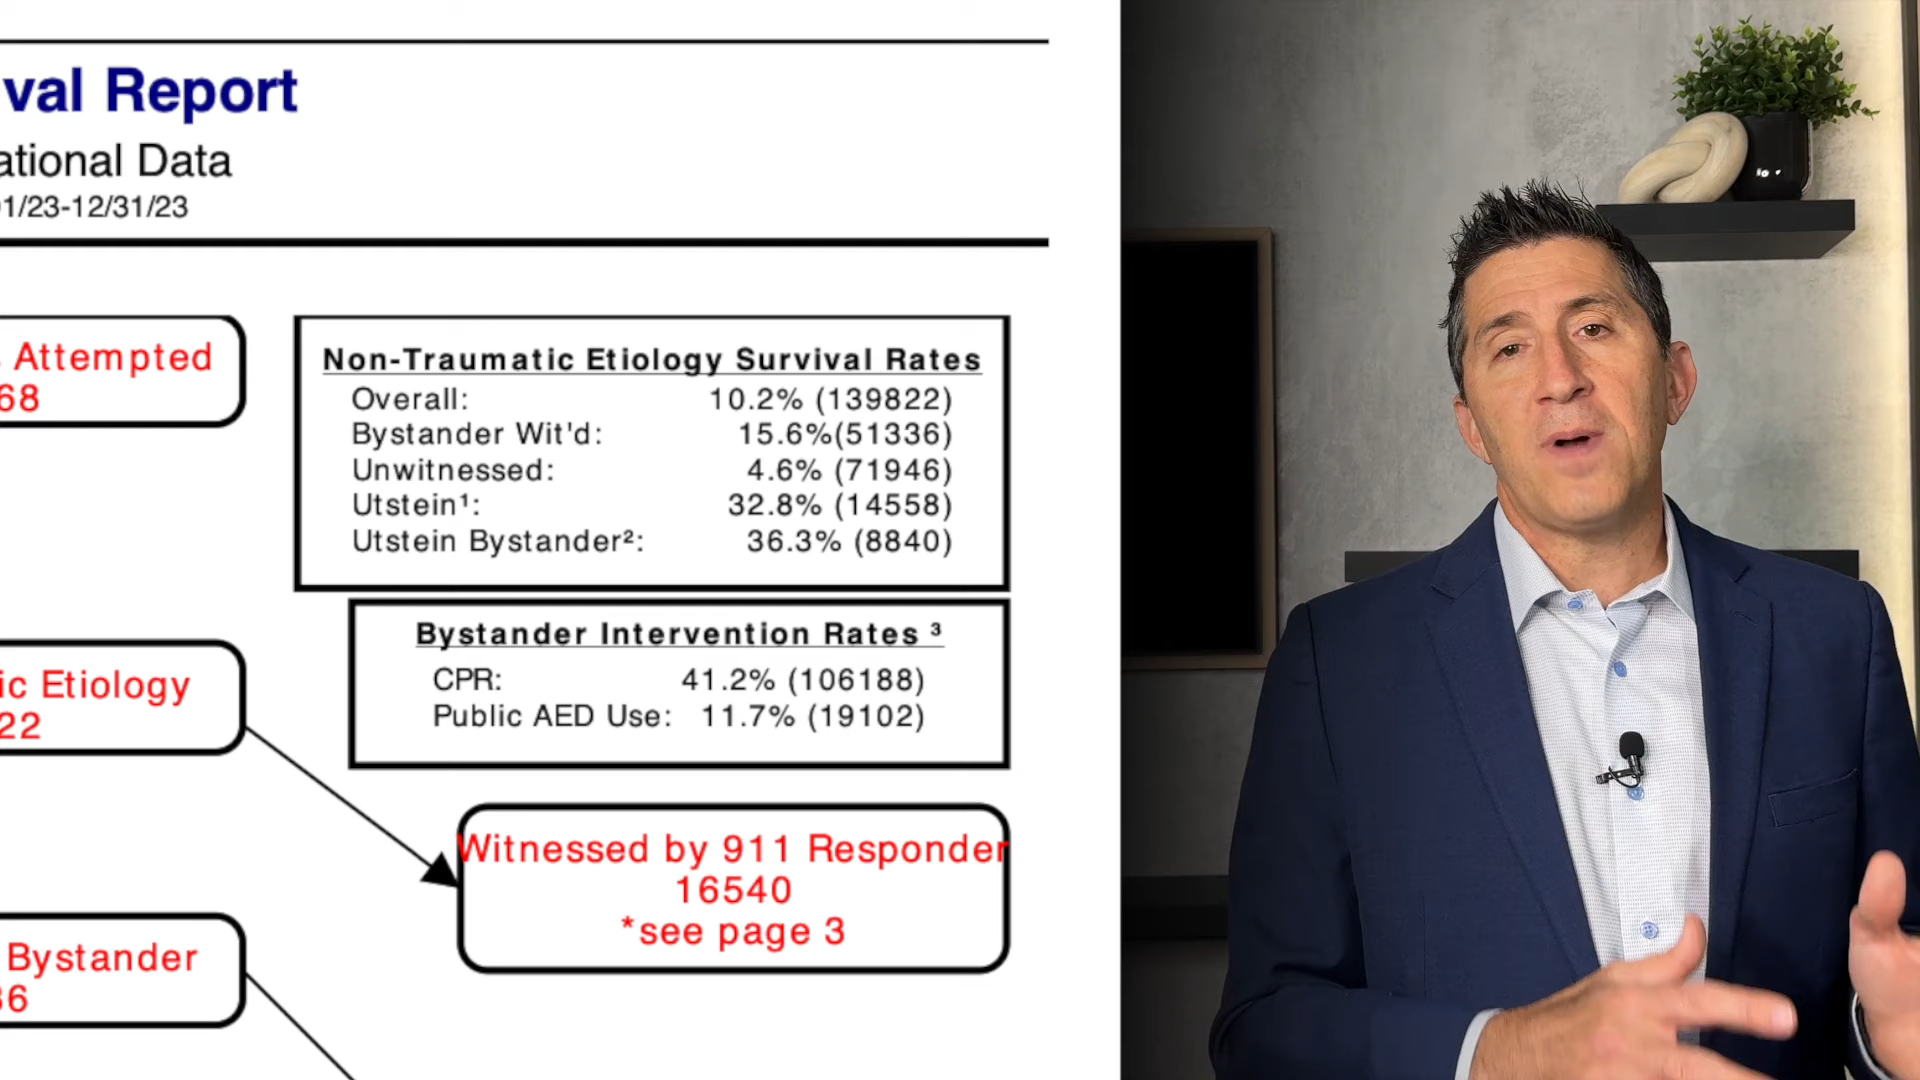 val Report
ational Data
01/23-12/31/23
Attempted
68
Non-Traumatic Etiology Survival Rates
Overall: 10.2% (139822)
Bystander Wit'd: 15.6%(51336)
Unwitnessed: 4.6% (71946)
Utstein¹: 32.8% (14558)
Utstein Bystander²: 36.3% (8840)
Bystander Intervention Rates ³
CPR: 41.2% (106188)
Public AED Use: 11.7% (19102)
ic Etiology
22
Witnessed by 911 Responder
16540
*see page 3
Bystander
36